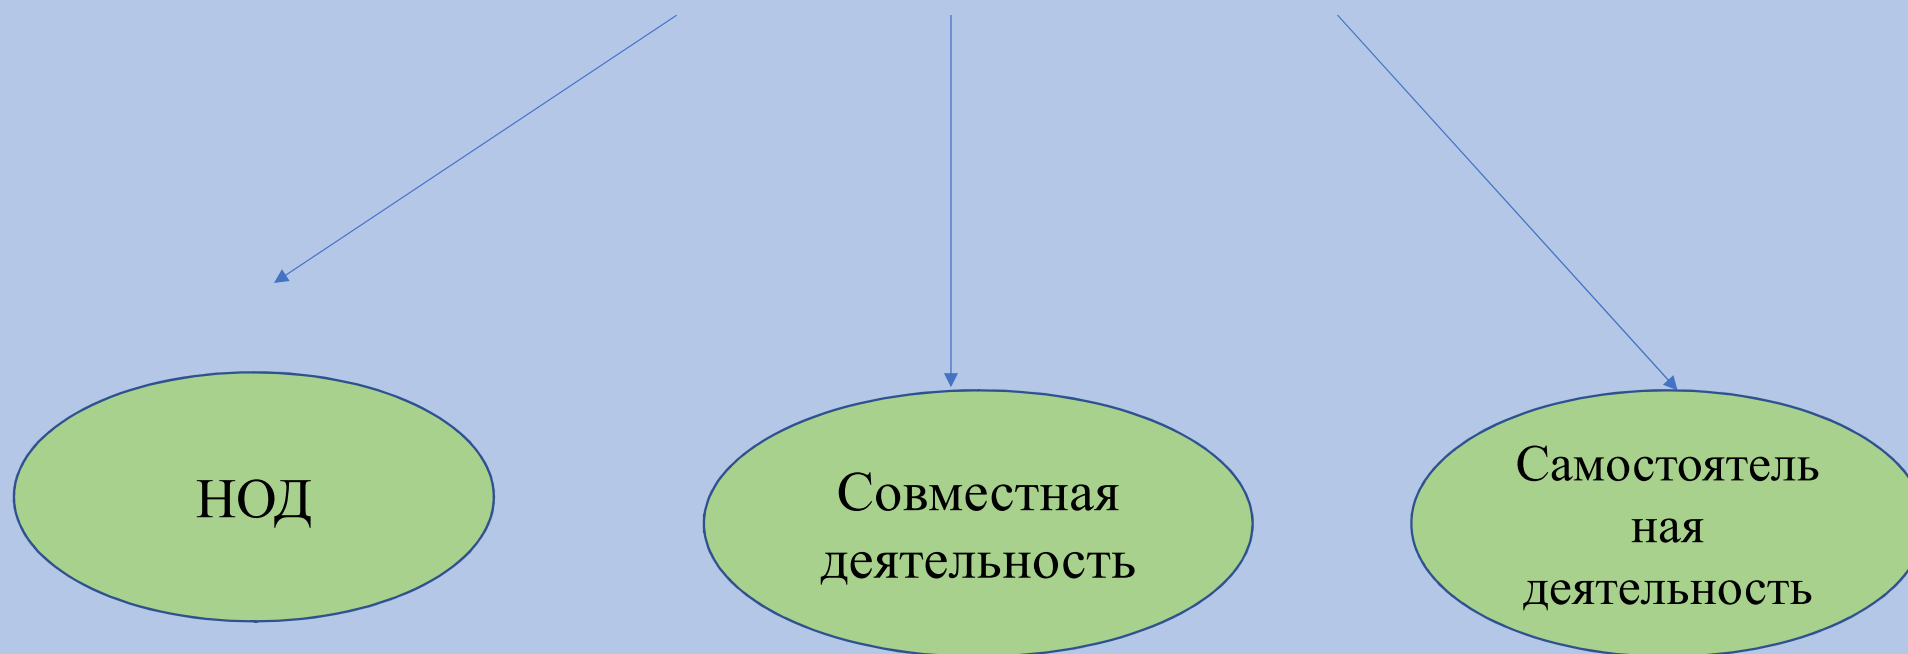 НОД
Совместная
деятельность
Самостоятель
ная
деятельность